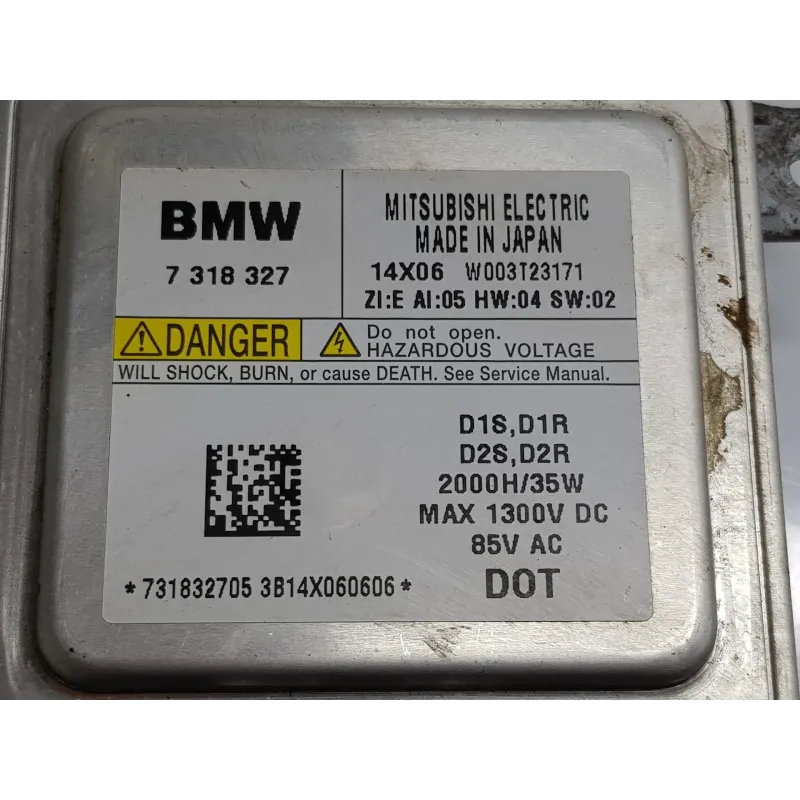 BMW
7 318 327
MITSUBISHI ELECTRIC
MADE IN JAPAN
14X06 W003T23171
ZI:E AI:05 HW:04 SW:02
DANGER
Do not open.
HAZARDOUS VOLTAGE
WILL SHOCK, BURN, or cause DEATH. See Service Manual.
D1S,D1R
D2S,D2R
2000H/35W
MAX 1300V DC
85V AC
DOT
*731832705 3B14X060606*